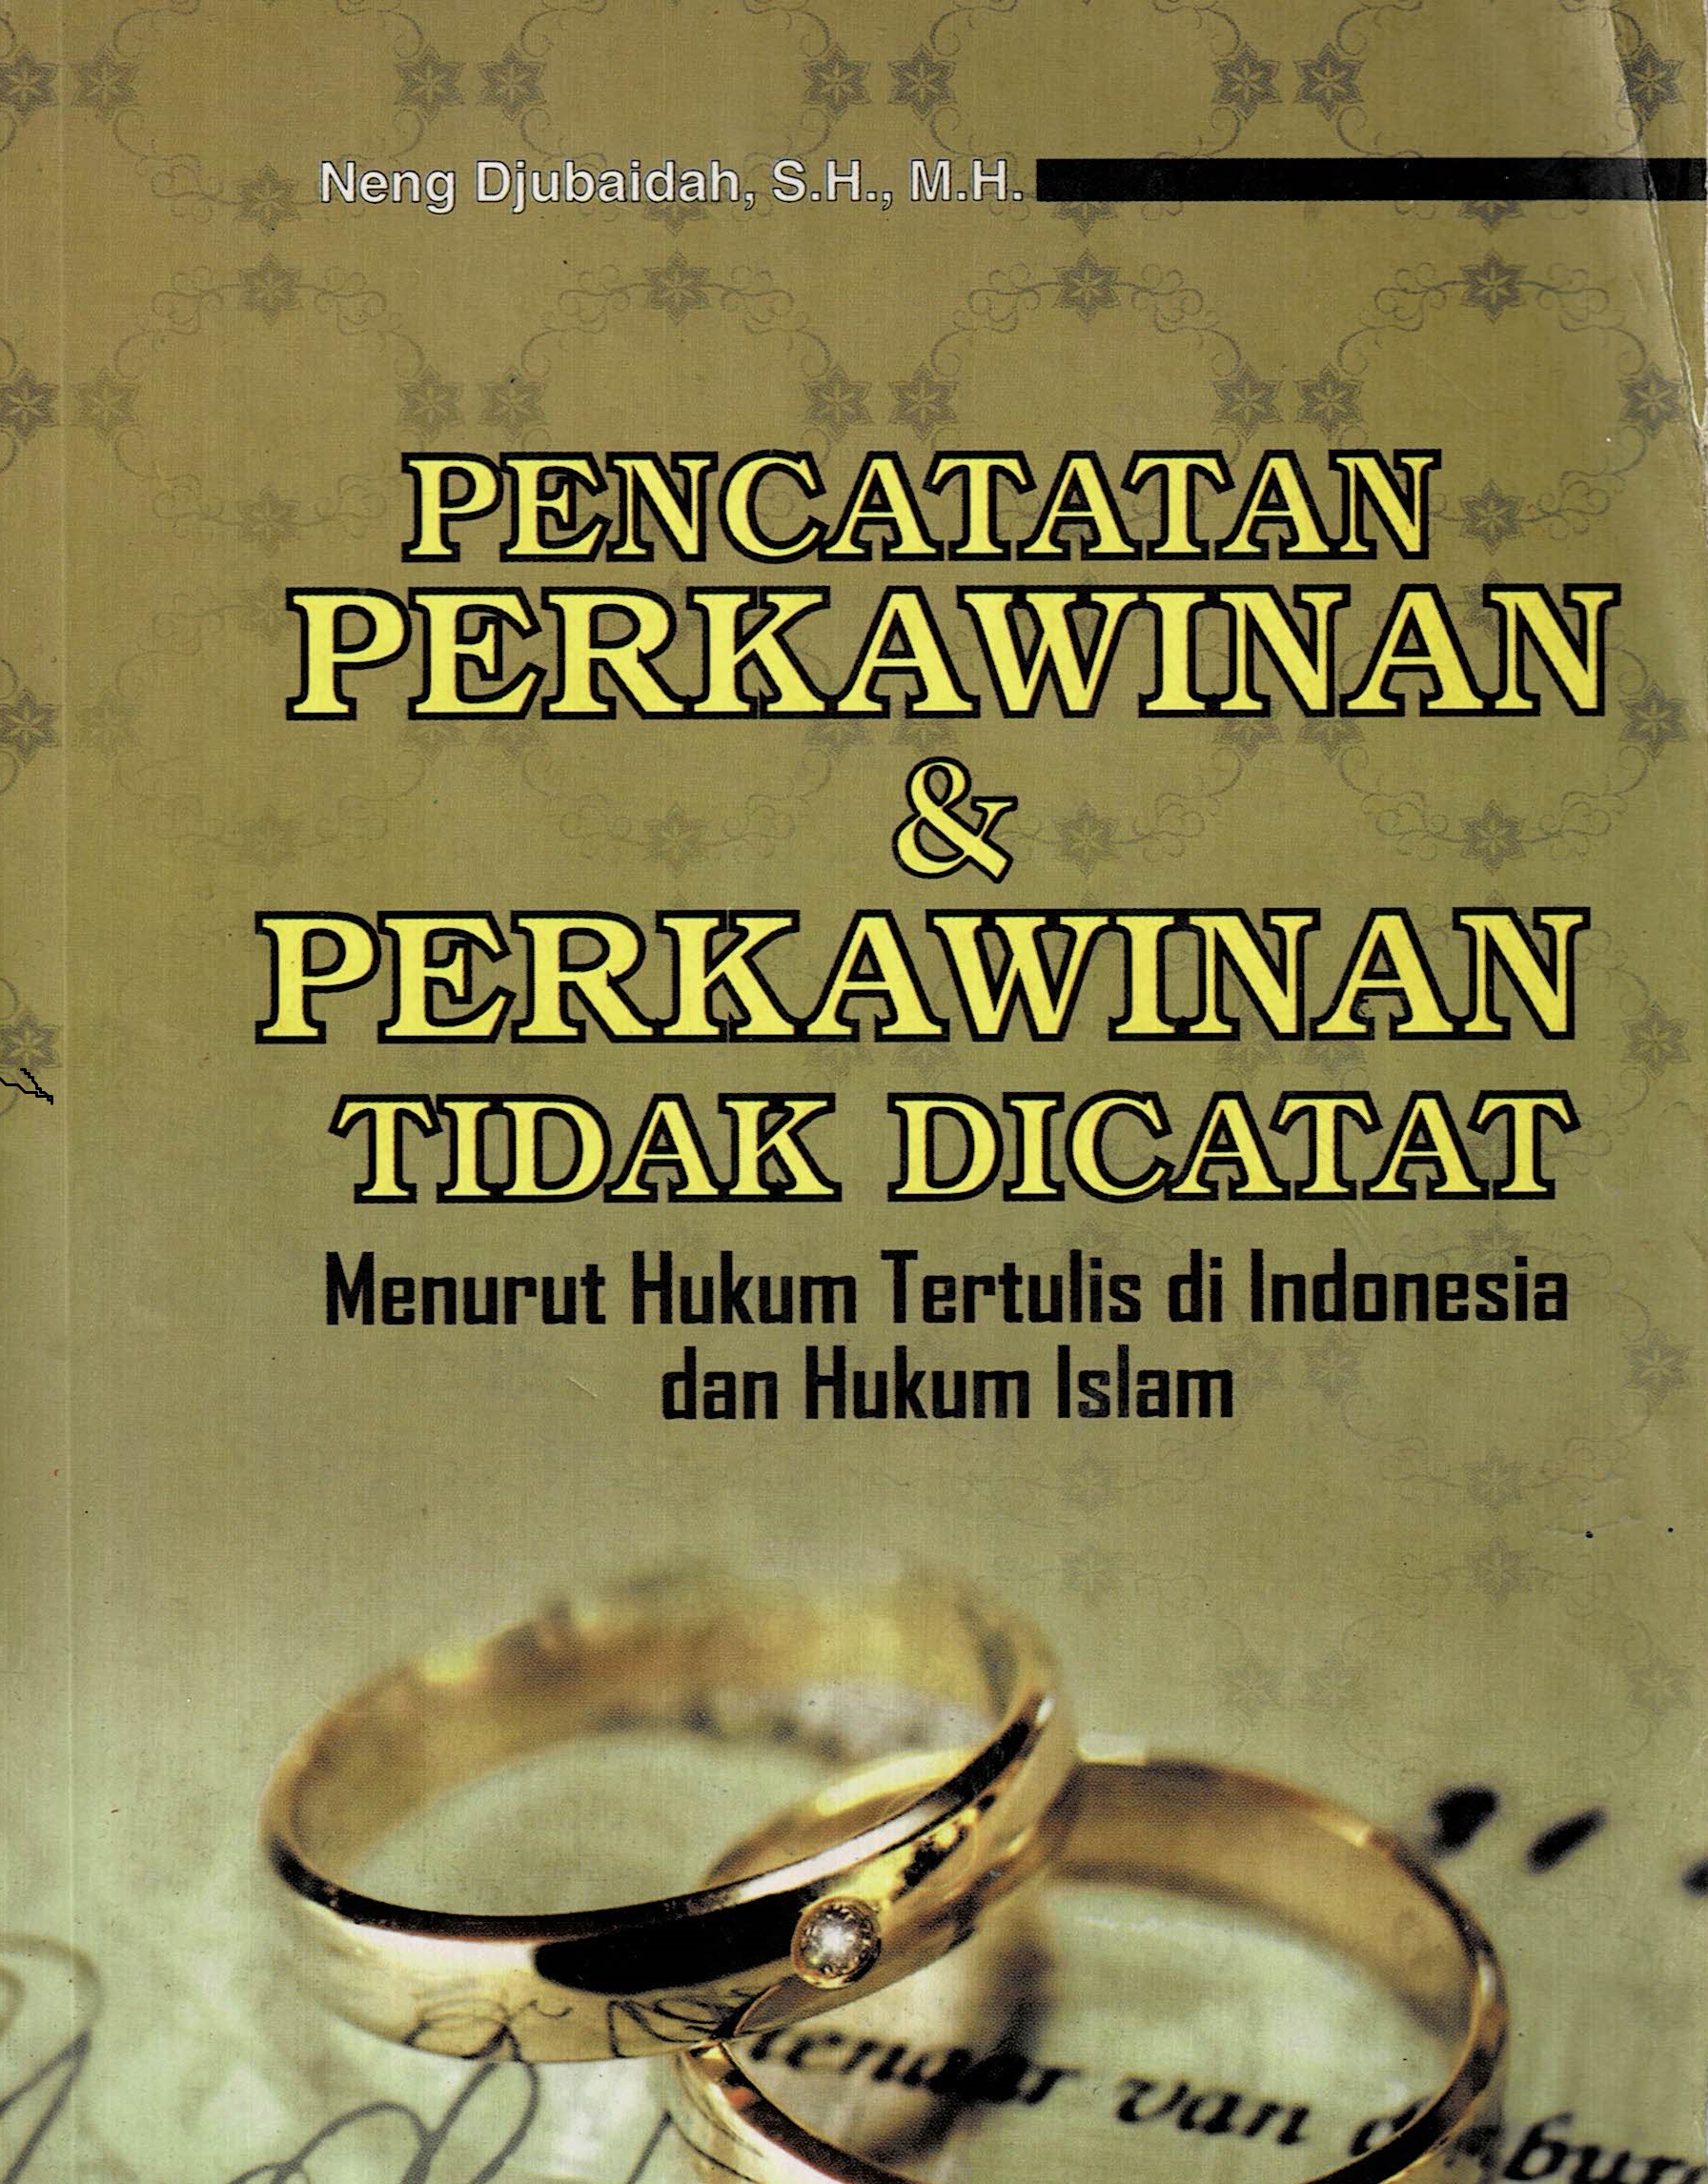 Neng Djubaidah, S.H., M.H.
PENCATATAN
PERKAWINAN
&
PERKAWINAN
TIDAK DICATAT
Menurut Hukum Tertulis di Indonesia
dan Hukum Islam
van